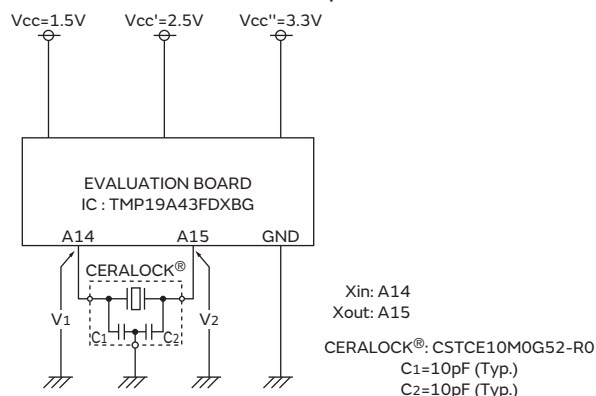 Vcc=1.5V Vcc'=2.5V Vcc"=3.3V
EVALUATION BOARD
IC : TMP19A43FDXBG
A14 A15 GND
CERALOCK®
V1 C1 C2 V2
Xin: A14
Xout: A15
CERALOCK®: CSTCE10M0G52-R0
C1=10pF (Typ.)
C2=10pF (Typ.)